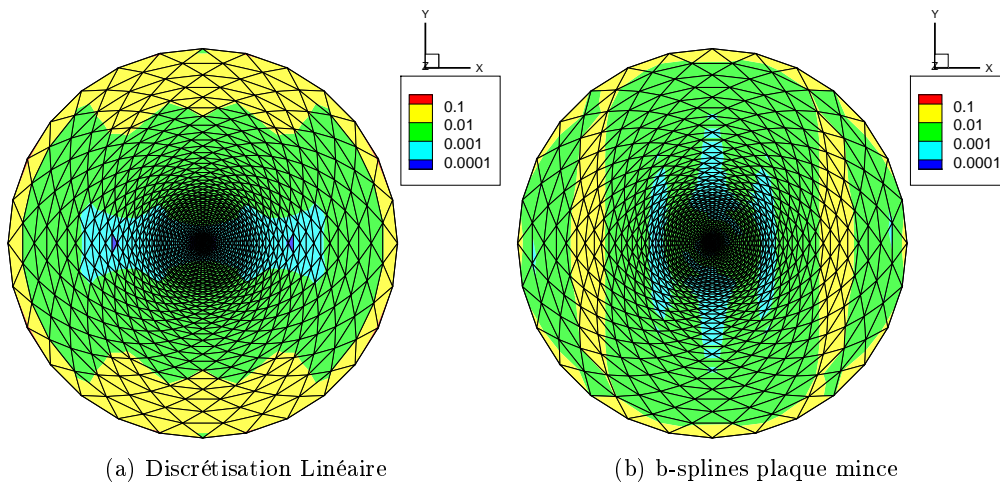 Y
Z X
0.1
0.01
0.001
0.0001
Y
Z X
0.1
0.01
0.001
0.0001
(a) Discrétisation Linéaire
(b) b-splines plaque mince